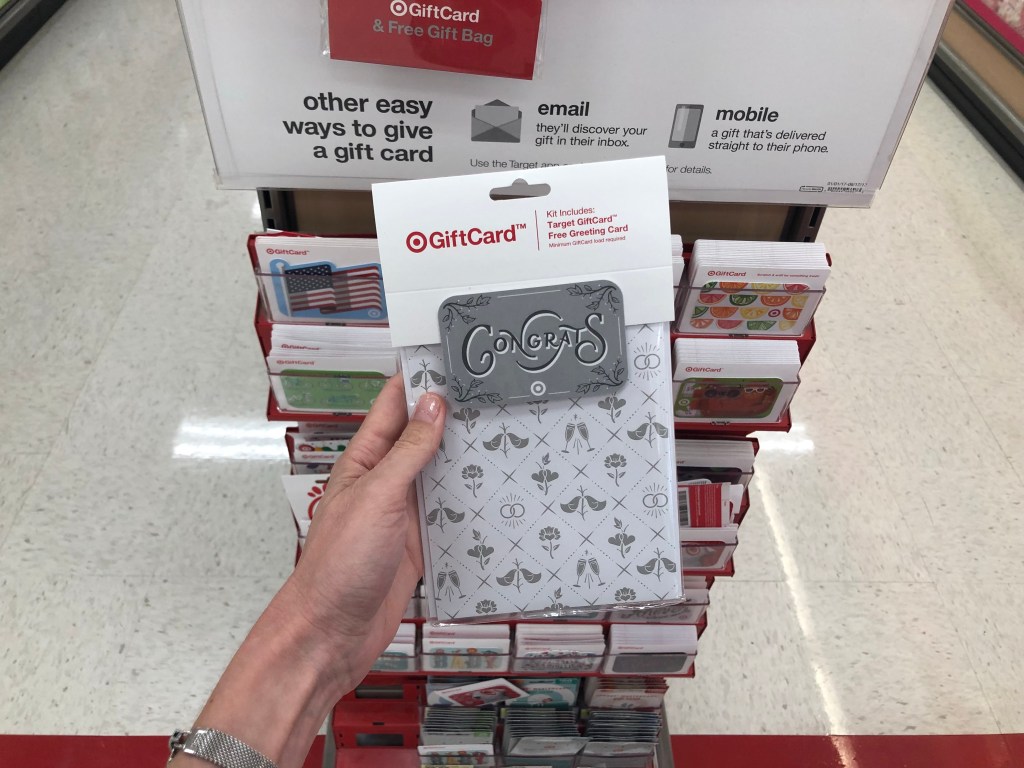 GiftCard
& Free Gift Bag
other easy
ways to give
a gift card
email
they'll discover your
gift in their inbox.
mobile
a gift that's delivered
straight to their phone.
Use the Target app
for details.
GiftCard™
Kit Includes:
Target GiftCard™
Free Greeting Card
Minimum GiftCard load required
CONGRATS
GiftCard
GiftCard
GiftCard
GiftCard